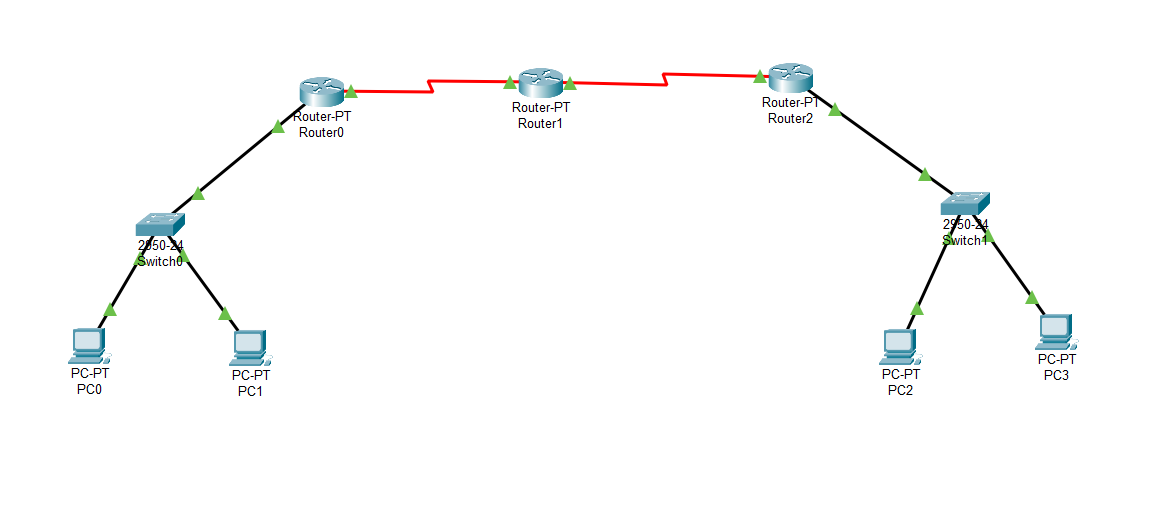 Router-PT
Router0
Router-PT
Router1
Router-PT
Router2
2950-24
Switch0
2950-24
Switch1
PC-PT
PC0
PC-PT
PC1
PC-PT
PC2
PC-PT
PC3